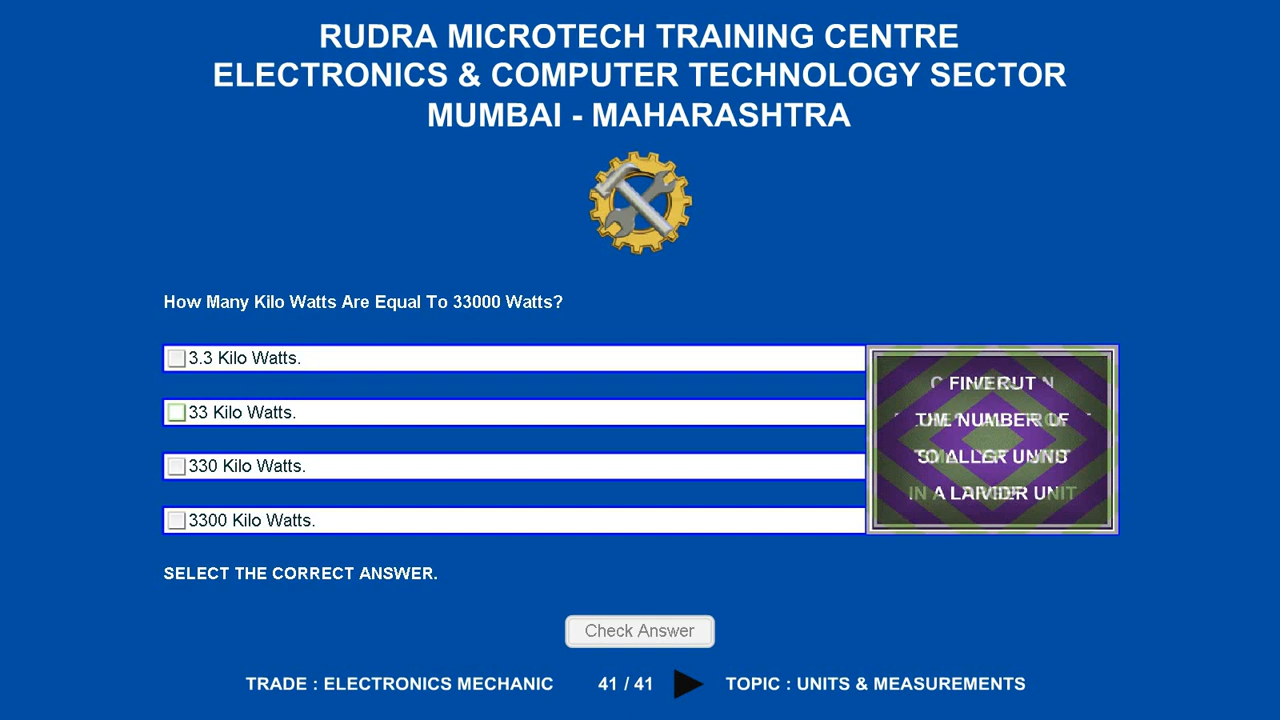 RUDRA MICROTECH TRAINING CENTRE
ELECTRONICS & COMPUTER TECHNOLOGY SECTOR
MUMBAI - MAHARASHTRA
How Many Kilo Watts Are Equal To 33000 Watts?
3.3 Kilo Watts.
33 Kilo Watts.
330 Kilo Watts.
3300 Kilo Watts.
THE NUMBER OF
IN A UNIT
SELECT THE CORRECT ANSWER.
Check Answer
TRADE : ELECTRONICS MECHANIC 41 / 41 TOPIC : UNITS & MEASUREMENTS